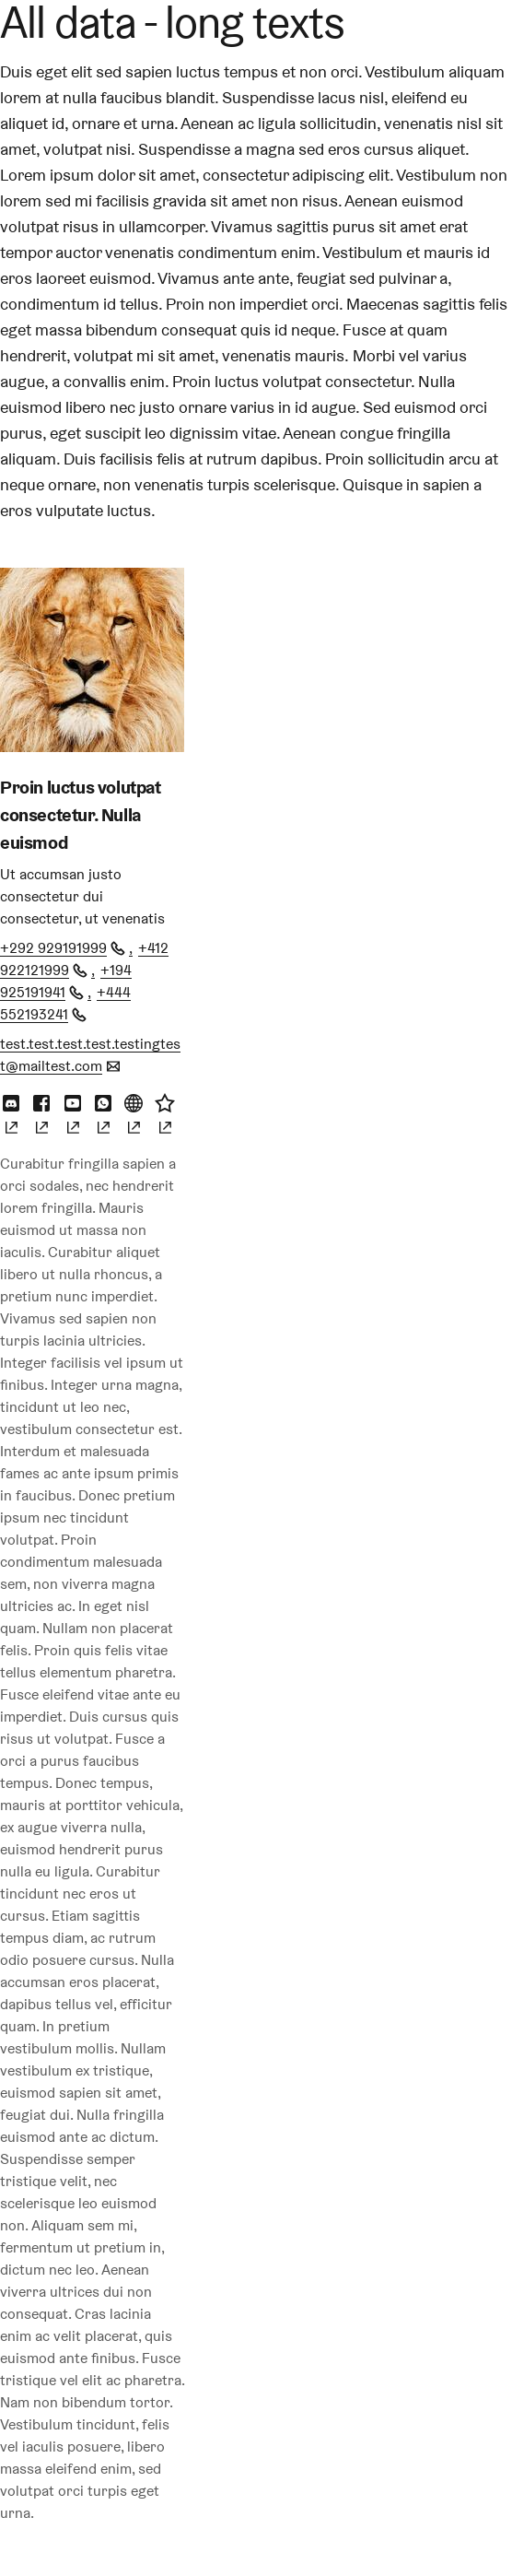 All data - long texts
Duis eget elit sed sapien luctus tempus et non orci. Vestibulum aliquam
lorem at nulla faucibus blandit. Suspendisse lacus nisl, eleifend eu
aliquet id, ornare et urna. Aenean ac ligula sollicitudin, venenatis nisl sit
amet, volutpat nisi. Suspendisse a magna sed eros cursus aliquet.
Lorem ipsum dolor sit amet, consectetur adipiscing elit. Vestibulum non
lorem sed mi facilisis gravida sit amet non risus. Aenean euismod
volutpat risus in ullamcorper. Vivamus sagittis purus sit amet erat
tempor auctor venenatis condimentum enim. Vestibulum et mauris id
eros laoreet euismod. Vivamus ante ante, feugiat sed pulvinar a,
condimentum id tellus. Proin non imperdiet orci. Maecenas sagittis felis
eget massa bibendum consequat quis id neque. Fusce at quam
hendrerit, volutpat mi sit amet, venenatis mauris. Morbi vel varius
augue, a convallis enim. Proin luctus volutpat consectetur. Nulla
euismod libero nec justo ornare varius in id augue. Sed euismod orci
purus, eget suscipit leo dignissim vitae. Aenean congue fringilla
aliquam. Duis facilisis felis at rutrum dapibus. Proin sollicitudin arcu at
neque ornare, non venenatis turpis scelerisque. Quisque in sapien a
eros vulputate luctus.
Proin luctus volutpat
consectetur. Nulla
euismod
Ut accumsan justo
consectetur dui
consectetur, ut venenatis
+292 929191999 , +412
922121999 , +194
925191941 , +444
552193241
test.test.test.test.testingtes
t@mailtest.com
Curabitur fringilla sapien a
orci sodales, nec hendrerit
lorem fringilla. Mauris
euismod ut massa non
iaculis. Curabitur aliquet
libero ut nulla rhoncus, a
pretium nunc imperdiet.
Vivamus sed sapien non
turpis lacinia ultricies.
Integer facilisis vel ipsum ut
finibus. Integer urna magna,
tincidunt ut leo nec,
vestibulum consectetur est.
Interdum et malesuada
fames ac ante ipsum primis
in faucibus. Donec pretium
ipsum nec tincidunt
volutpat. Proin
condimentum malesuada
sem, non viverra magna
ultricies ac. In eget nisl
quam. Nullam non placerat
felis. Proin quis felis vitae
tellus elementum pharetra.
Fusce eleifend vitae ante eu
imperdiet. Duis cursus quis
risus ut volutpat. Fusce a
orci a purus faucibus
tempus. Donec tempus,
mauris at porttitor vehicula,
ex augue viverra nulla,
euismod hendrerit purus
nulla eu ligula. Curabitur
tincidunt nec eros ut
cursus. Etiam sagittis
tempus diam, ac rutrum
odio posuere cursus. Nulla
accumsan eros placerat,
dapibus tellus vel, efficitur
quam. In pretium
vestibulum mollis. Nullam
vestibulum ex tristique,
euismod sapien sit amet,
feugiat dui. Nulla fringilla
euismod ante ac dictum.
Suspendisse semper
tristique velit, nec
scelerisque leo euismod
non. Aliquam sem mi,
fermentum ut pretium in,
dictum nec leo. Aenean
viverra ultrices dui non
consequat. Cras lacinia
enim ac velit placerat, quis
euismod ante finibus. Fusce
tristique vel elit ac pharetra.
Nam non bibendum tortor.
Vestibulum tincidunt, felis
vel iaculis posuere, libero
massa eleifend enim, sed
volutpat orci turpis eget
urna.